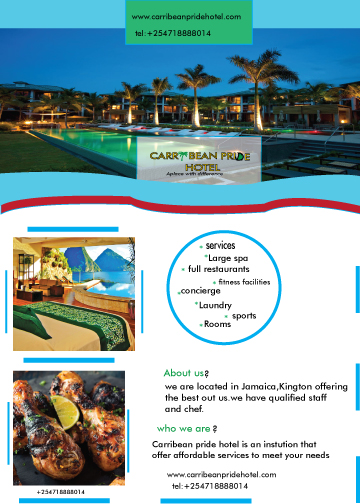 www.carribeanpridehotel.com
tel:+254718888014
CARRYBEAN PRIDE
HOTEL
Aplace with difference
services
Large spa
full restaurants
fitness facilities
concierge
Laundry
sports
Rooms
About us?
we are located in Jamaica,Kington offering
the best out us.we have qualified staff
and chef.
who we are ?
Carribean pride hotel is an instution that
offer affordable services to meet your needs
www.carribeanpridehotel.com
tel:+254718888014
+254718888014